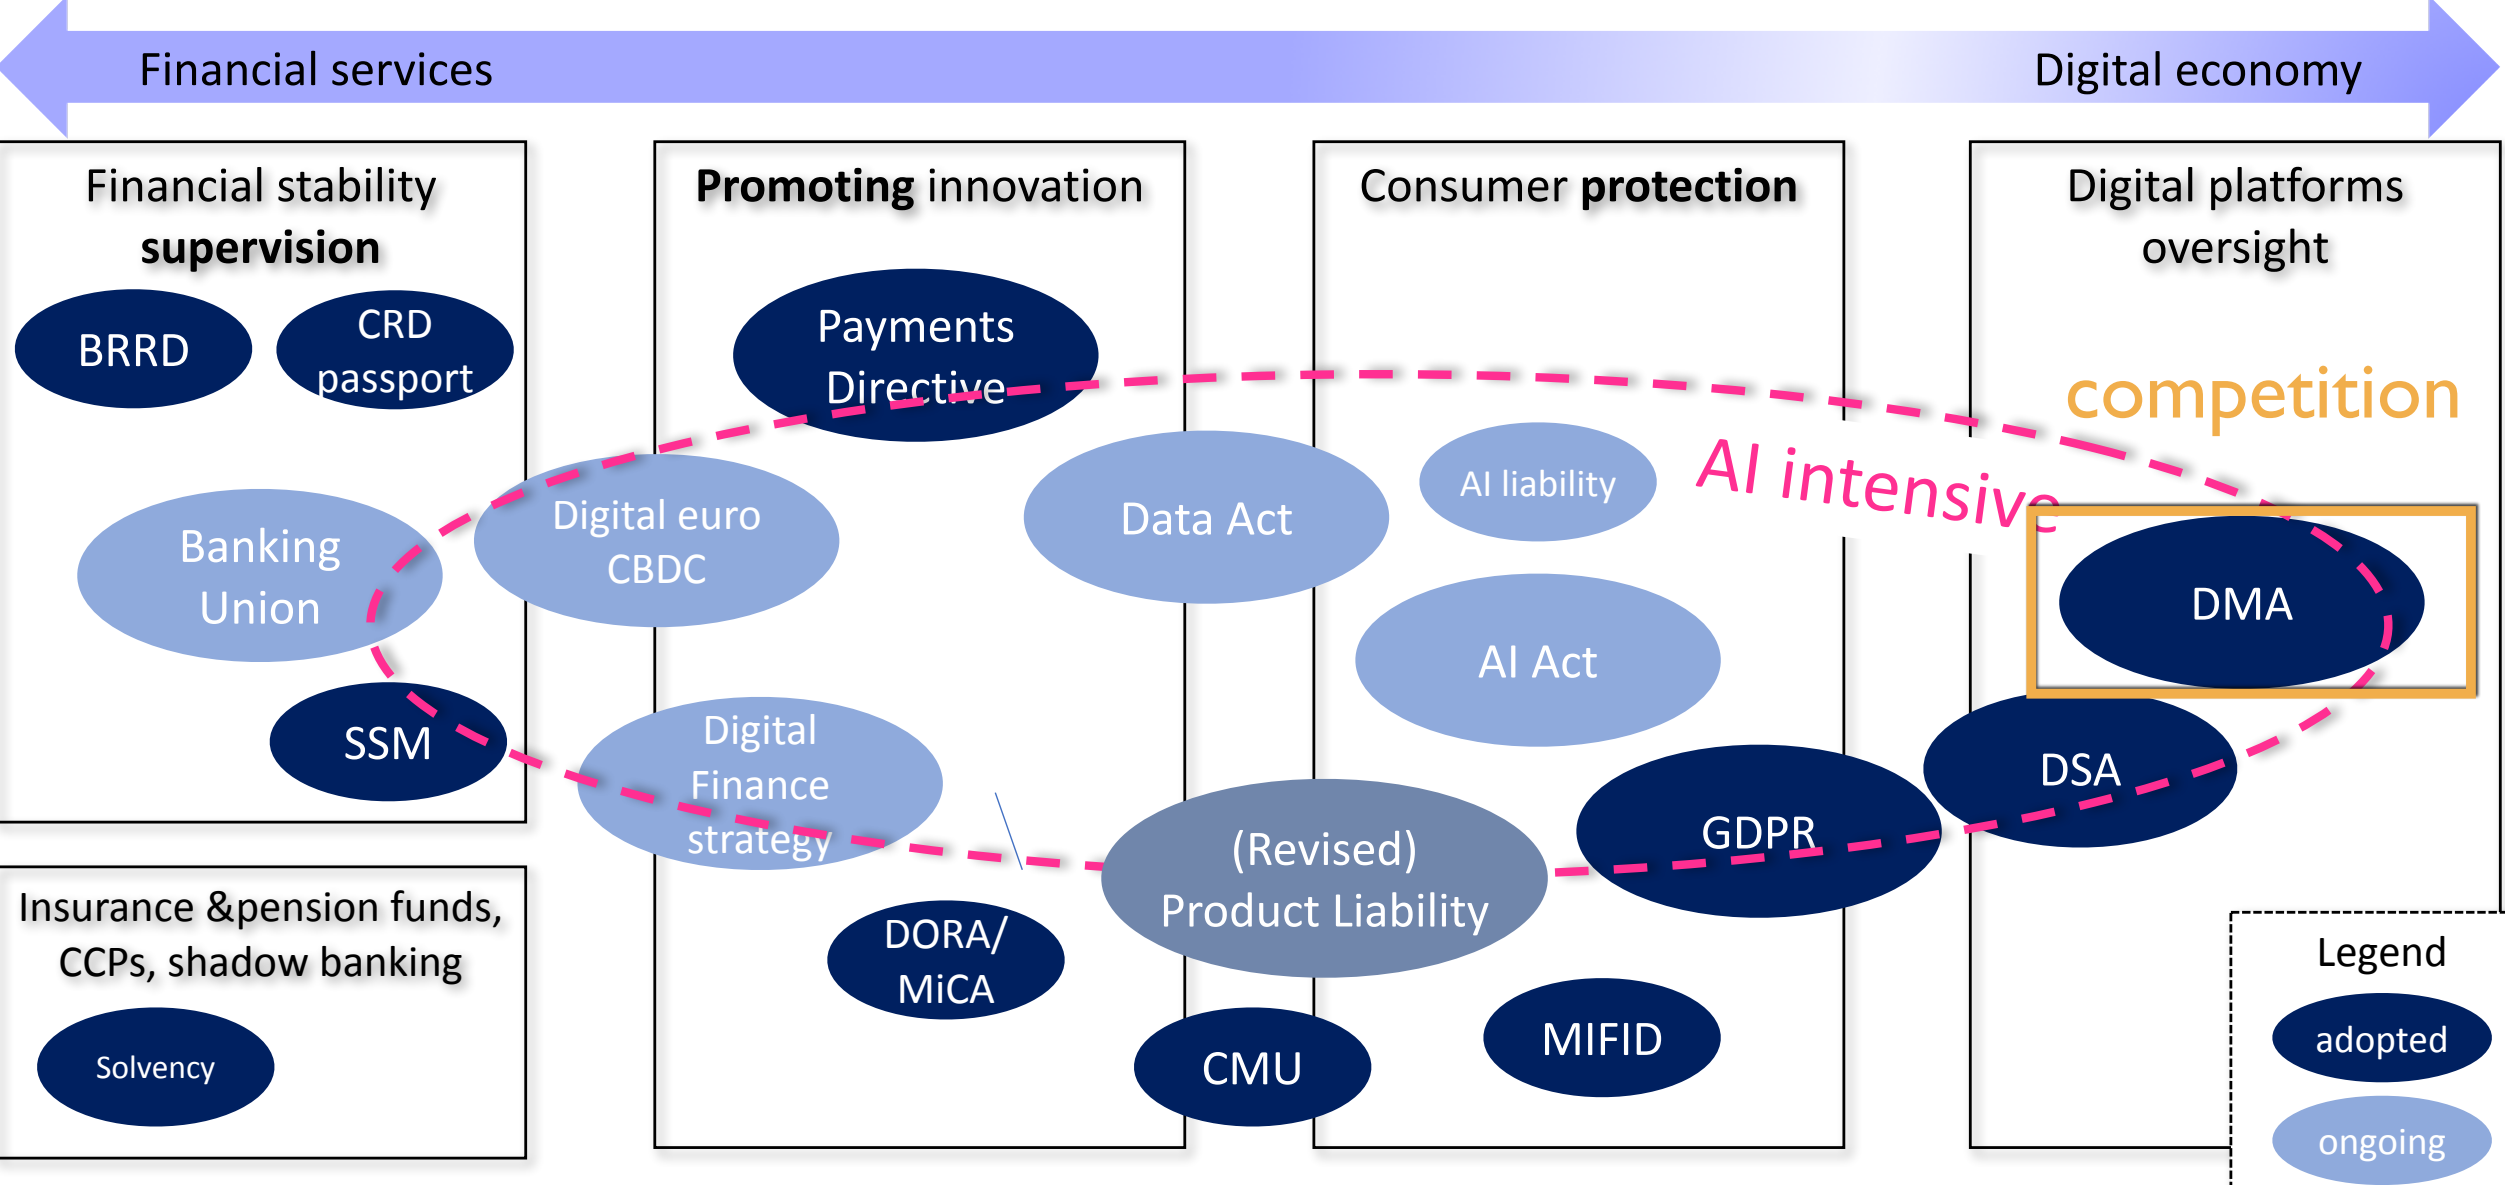 Financial services
Digital economy
Financial stability
supervision
BRRD
CRD
passport
Banking
Union
SSM
Insurance &pension funds,
CCPs, shadow banking
Solvency
Promoting innovation
Payments
Directive
Digital euro
CBDC
Data Act
Digital
Finance
strategy
DORA/
MiCA
(Revised)
Product Liability
CMU
Consumer protection
AI liability
AI intensive
AI Act
GDPR
MIFID
Digital platforms
oversight
competition
DMA
DSA
Legend
adopted
ongoing